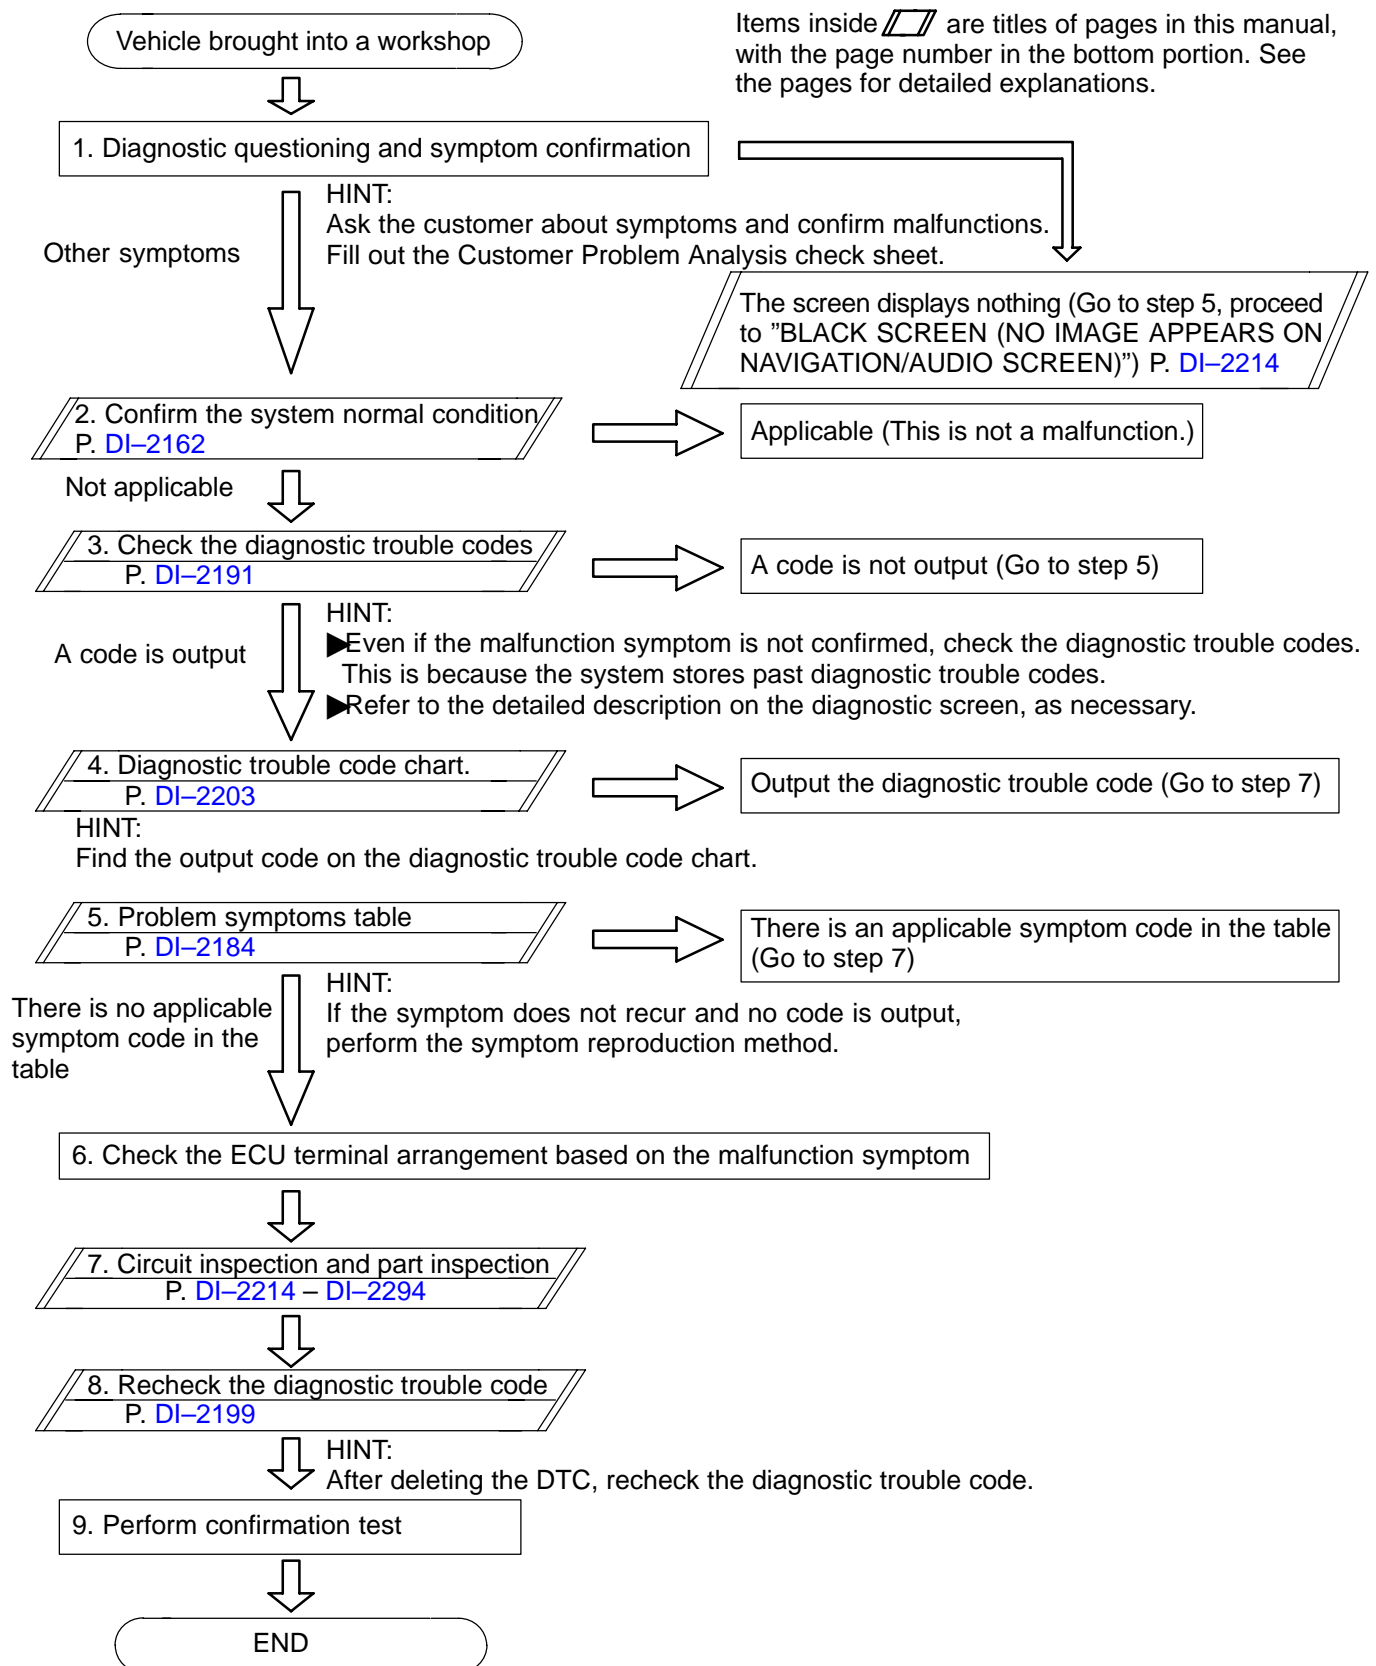 Vehicle brought into a workshop
Items inside are titles of pages in this manual,
with the page number in the bottom portion. See
the pages for detailed explanations.
1. Diagnostic questioning and symptom confirmation
HINT:
Ask the customer about symptoms and confirm malfunctions.
Fill out the Customer Problem Analysis check sheet.
Other symptoms
The screen displays nothing (Go to step 5, proceed
to ”BLACK SCREEN (NO IMAGE APPEARS ON
NAVIGATION/AUDIO SCREEN)”) P. DI–2214
2. Confirm the system normal condition
P. DI–2162
Applicable (This is not a malfunction.)
Not applicable
3. Check the diagnostic trouble codes
P. DI–2191
A code is not output (Go to step 5)
A code is output
HINT:
▶Even if the malfunction symptom is not confirmed, check the diagnostic trouble codes.
This is because the system stores past diagnostic trouble codes.
▶Refer to the detailed description on the diagnostic screen, as necessary.
4. Diagnostic trouble code chart.
P. DI–2203
Output the diagnostic trouble code (Go to step 7)
HINT:
Find the output code on the diagnostic trouble code chart.
5. Problem symptoms table
P. DI–2184
There is an applicable symptom code in the table
(Go to step 7)
There is no applicable
symptom code in the
table
HINT:
If the symptom does not recur and no code is output,
perform the symptom reproduction method.
6. Check the ECU terminal arrangement based on the malfunction symptom
7. Circuit inspection and part inspection
P. DI–2214 – DI–2294
8. Recheck the diagnostic trouble code
P. DI–2199
HINT:
After deleting the DTC, recheck the diagnostic trouble code.
9. Perform confirmation test
END